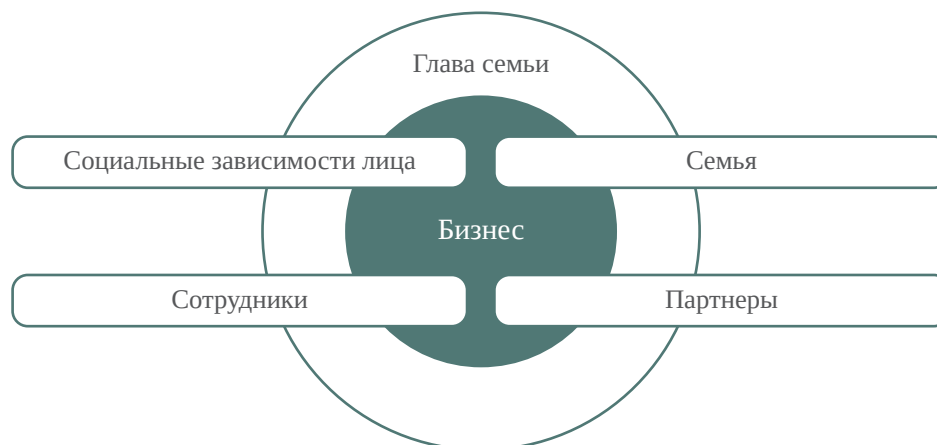 Глава семьи
Социальные зависимости лица
Семья
Бизнес
Сотрудники
Партнеры